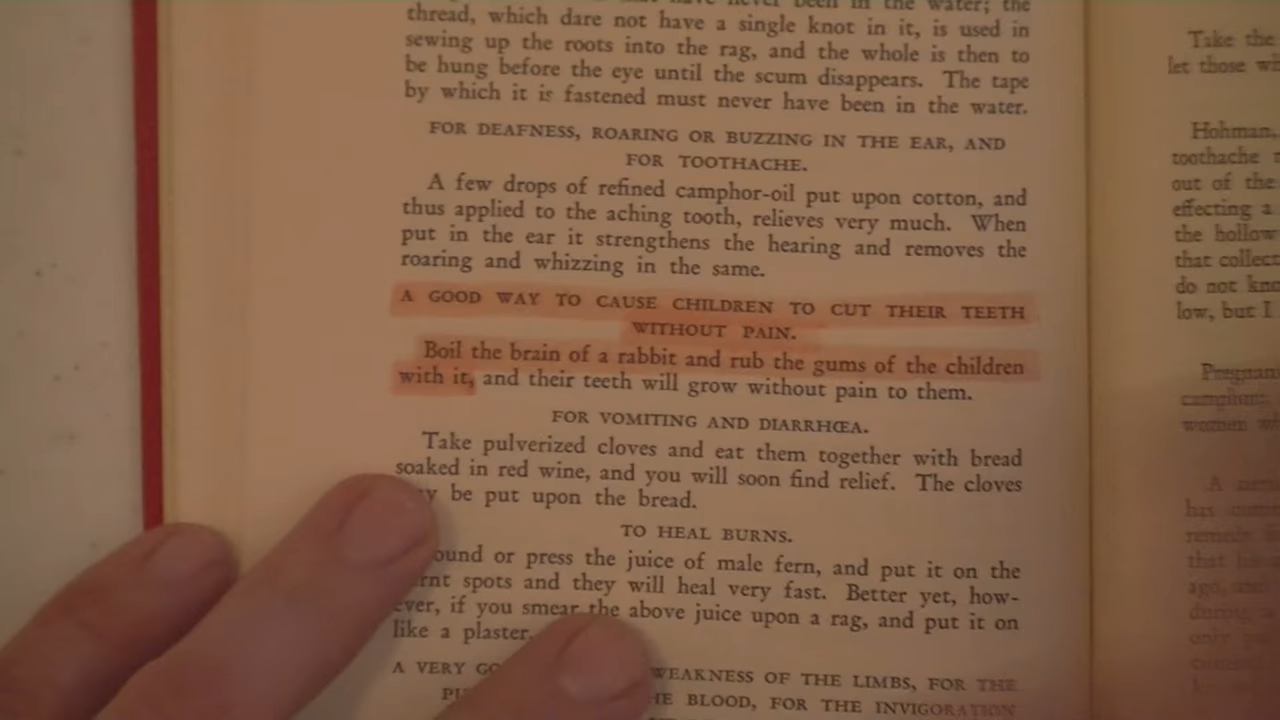 thread, which dare not have a single knot in it, is used in
sewing up the roots into the rag, and the whole is then to
be hung before the eye until the scum disappears. The tape
by which it is fastened must never have been in the water.
FOR DEAFNESS, ROARING OR BUZZING IN THE EAR, AND
FOR TOOTHACHE.
A few drops of refined camphor-oil put upon cotton, and
thus applied to the aching tooth, relieves very much. When
put in the ear it strengthens the hearing and removes the
roaring and whizzing in the same.
A GOOD WAY TO CAUSE CHILDREN TO CUT THEIR TEETH
WITHOUT PAIN.
Boil the brain of a rabbit and rub the gums of the children
with it, and their teeth will grow without pain to them.
FOR VOMITING AND DIARRHŒA.
Take pulverized cloves and eat them together with bread
soaked in red wine, and you will soon find relief. The cloves
be put upon the bread.
TO HEAL BURNS.
ound or press the juice of male fern, and put it on the
rnt spots and they will heal very fast. Better yet, how-
ever, if you smear the above juice upon a rag, and put it on
like a plaster.
A VERY GO WEAKNESS OF THE LIMBS, FOR THE
THE BLOOD, FOR THE INVIGORATION
Take the
let those
Hohman,
toothache
out of the
effecting a
the hollow
that collect
do not
low, but I